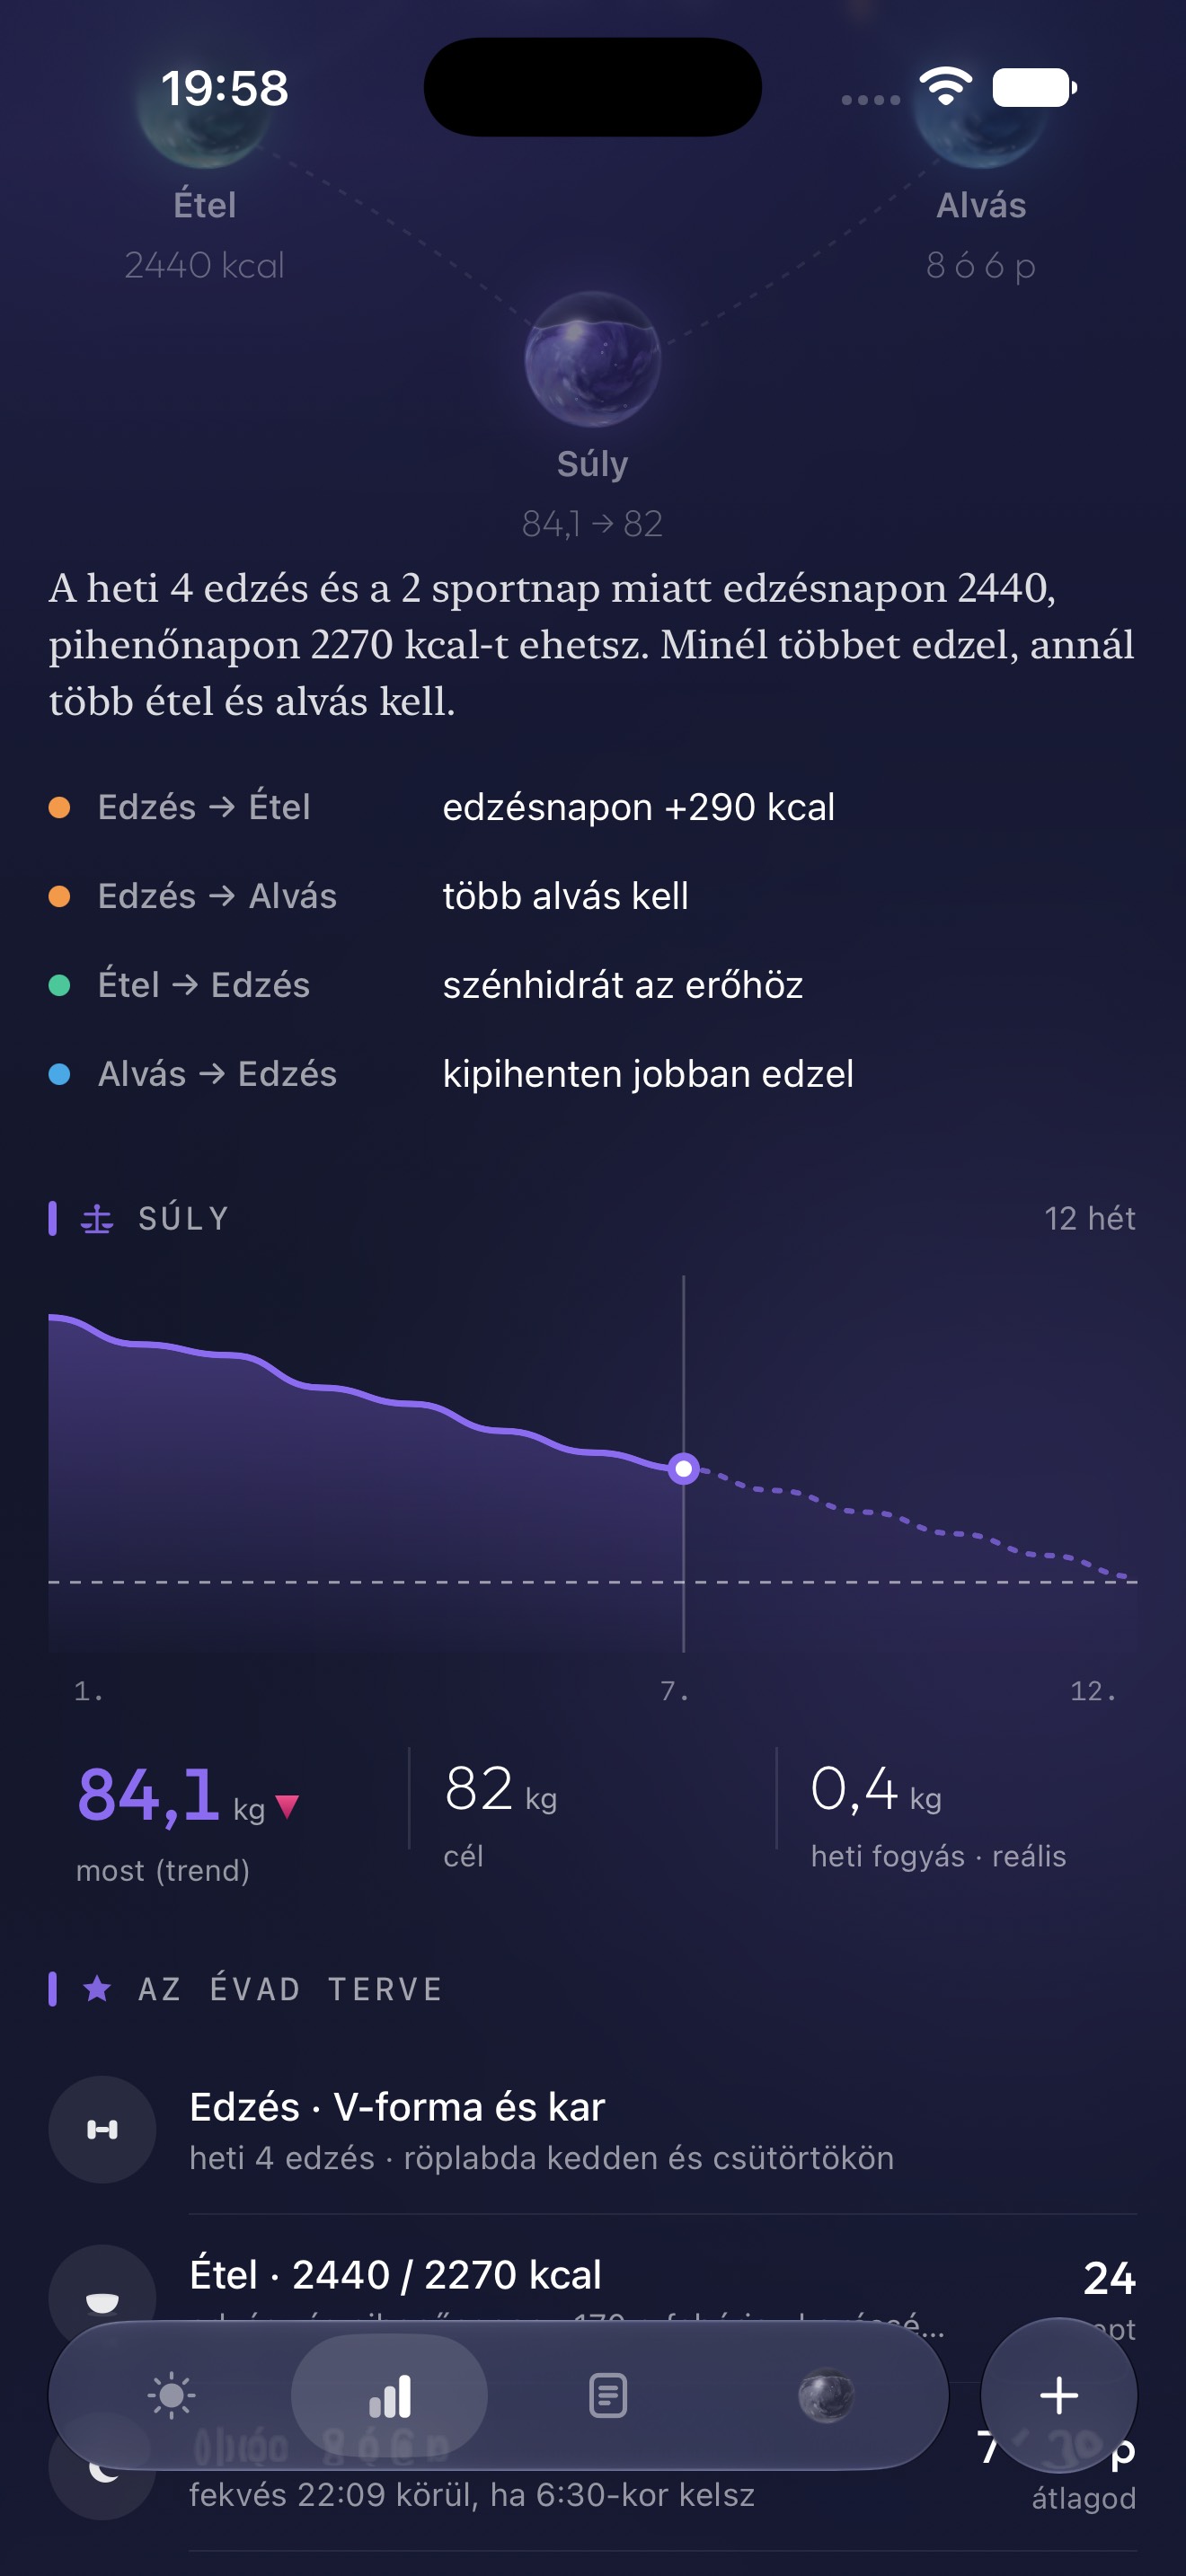 19:58
Étel
2440 kcal
Alvás
8 ó 6 p
Súly
84,1 → 82
A heti 4 edzés és a 2 sportnap miatt edzésnapon 2440,
pihenőnapon 2270 kcal-t ehetsz. Minél többet edzel, annál
több étel és alvás kell.
Edzés → Étel edzésnapon +290 kcal
Edzés → Alvás több alvás kell
Étel → Edzés szénhidrát az erőhöz
Alvás → Edzés kipihenten jobban edzel
SÚLY 12 hét
1. 7. 12.
84,1 kg 82 kg 0,4 kg
most (trend) cél heti fogyás · reális
AZ ÉVAD TERVE
Edzés · V-forma és kar
heti 4 edzés · röplabda kedden és csütörtökön
Étel · 2440 / 2270 kcal 24
fekvés 22:09 körül, ha 6:30-kor kelsz átlagod